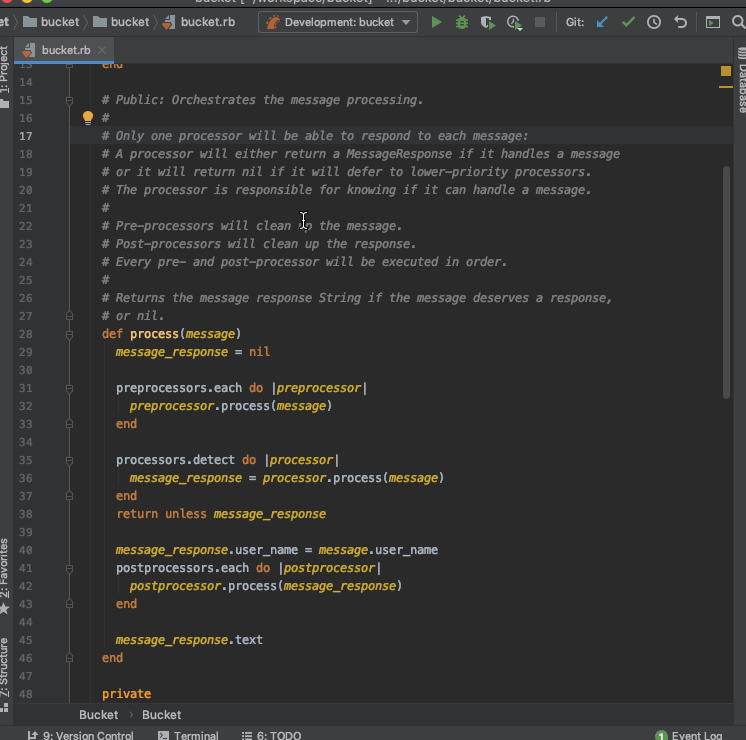 bucket
bucket
bucket.rb
Development: bucket
Git:
bucket.rb
1: Project
Database
2: Favorites
7: Structure
13 end
14
15 # Public: Orchestrates the message processing.
16 #
17 # Only one processor will be able to respond to each message:
18 # A processor will either return a MessageResponse if it handles a message
19 # or it will return nil if it will defer to lower-priority processors.
20 # The processor is responsible for knowing if it can handle a message.
21 #
22 # Pre-processors will clean up the message.
23 # Post-processors will clean up the response.
24 # Every pre- and post-processor will be executed in order.
25 #
26 # Returns the message response String if the message deserves a response,
27 # or nil.
28 def process(message)
29 message_response = nil
30
31 preprocessors.each do |preprocessor|
32 preprocessor.process(message)
33 end
34
35 processors.detect do |processor|
36 message_response = processor.process(message)
37 end
38 return unless message_response
39
40 message_response.user_name = message.user_name
41 postprocessors.each do |postprocessor|
42 postprocessor.process(message_response)
43 end
44
45 message_response.text
46 end
47
48 private
Bucket › Bucket
9: Version Control
Terminal
6: TODO
1 Event Log